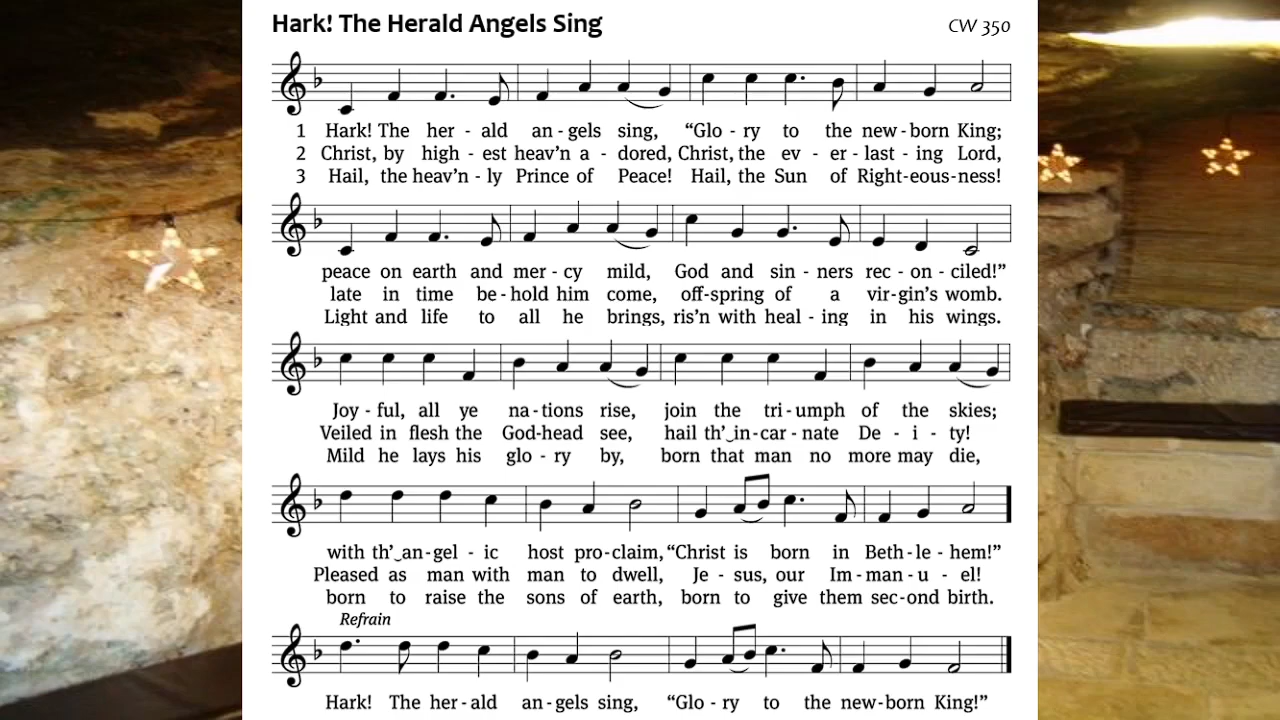 Hark! The Herald Angels Sing
CW 350
1 Hark! The her - ald an - gels sing, “Glo - ry to the new - born King;
2 Christ, by high - est heav’n a - dored, Christ, the ev - er - last - ing Lord,
3 Hail, the heav’n - ly Prince of Peace! Hail, the Sun of Right - eous - ness!
peace on earth and mer - cy mild, God and sin - ners rec - on - ciled!”
late in time be - hold him come, off - spring of a vir - gin’s womb.
Light and life to all he brings, ris’n with heal - ing in his wings.
Joy - ful, all ye na - tions rise, join the tri - umph of the skies;
Veiled in flesh the God - head see, hail th’‿in - car - nate De - i - ty!
Mild he lays his glo - ry by, born that man no more may die,
with th’‿an - gel - ic host pro - claim, “Christ is born in Beth - le - hem!”
Pleased as man with man to dwell, Je - sus, our Im - man - u - el!
born to raise the sons of earth, born to give them sec - ond birth.
Refrain
Hark! The her - ald an - gels sing, “Glo - ry to the new - born King!”